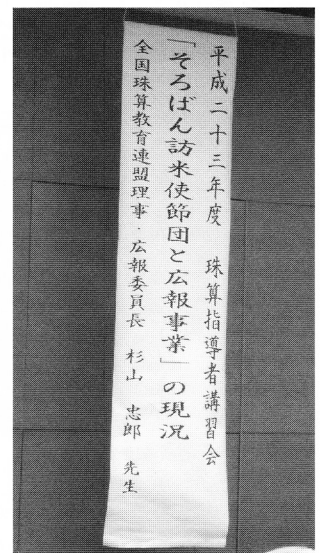 平成二十三年度 珠算指導者講習会
「そろばん訪米使節団と広報事業」の現況
全国珠算教育連盟理事・広報委員長 杉山 忠郎 先生